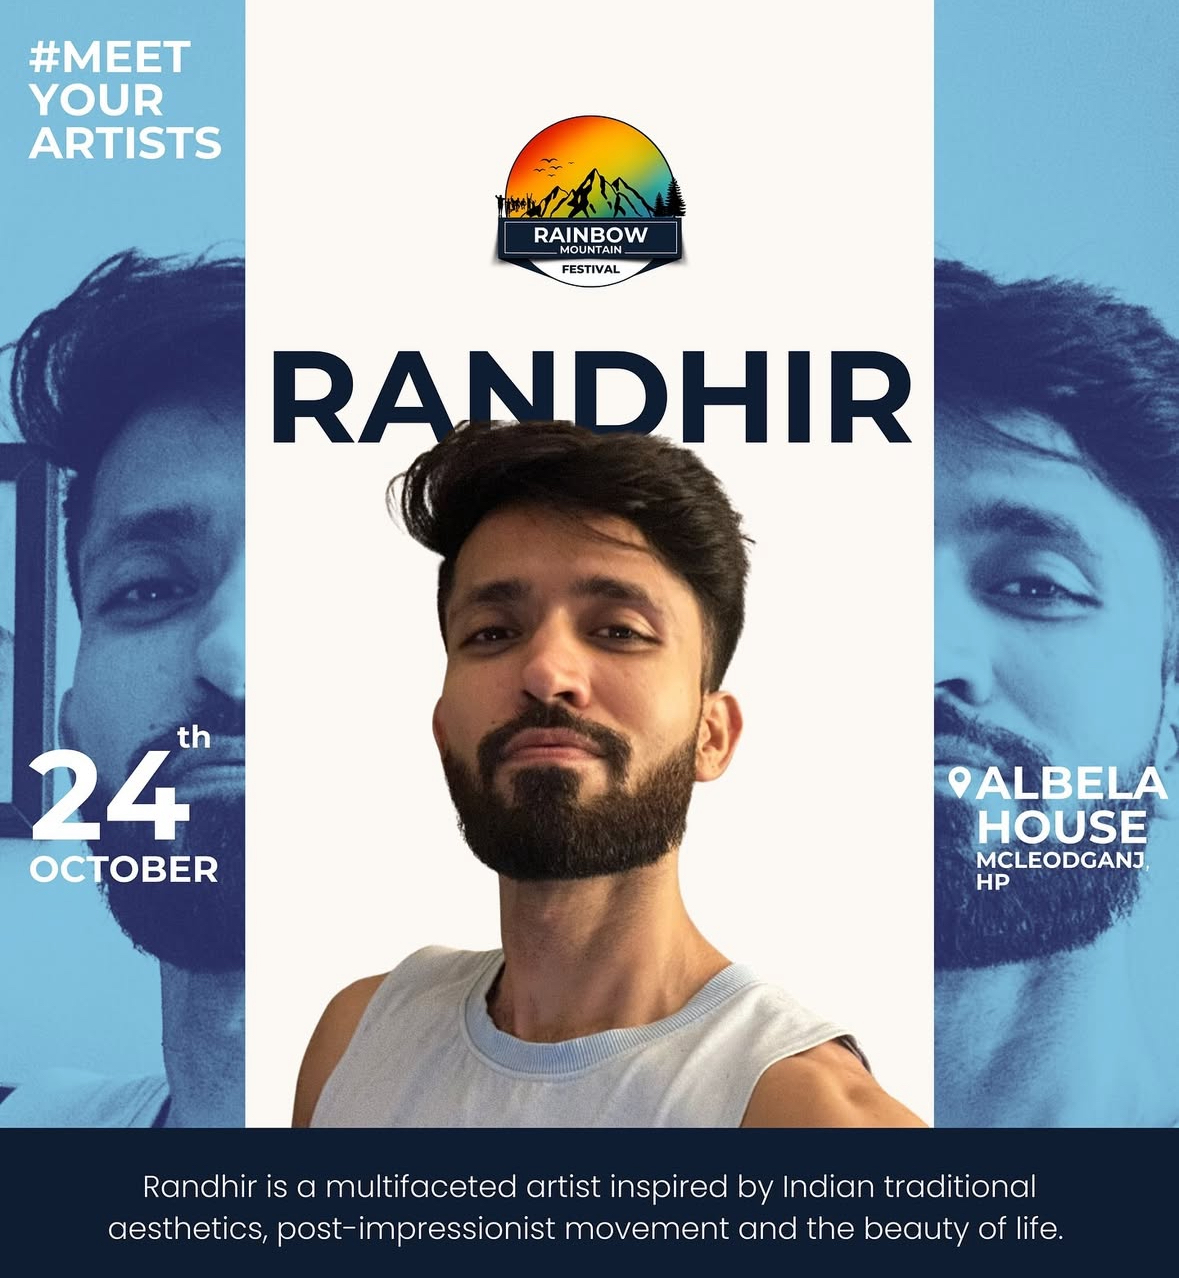 #MEET
YOUR
ARTISTS
RAINBOW
MOUNTAIN
FESTIVAL
RANDHIR
24th
OCTOBER
ALBELA
HOUSE
MCLEODGANJ,
HP
Randhir is a multifaceted artist inspired by Indian traditional
aesthetics, post-impressionist movement and the beauty of life.